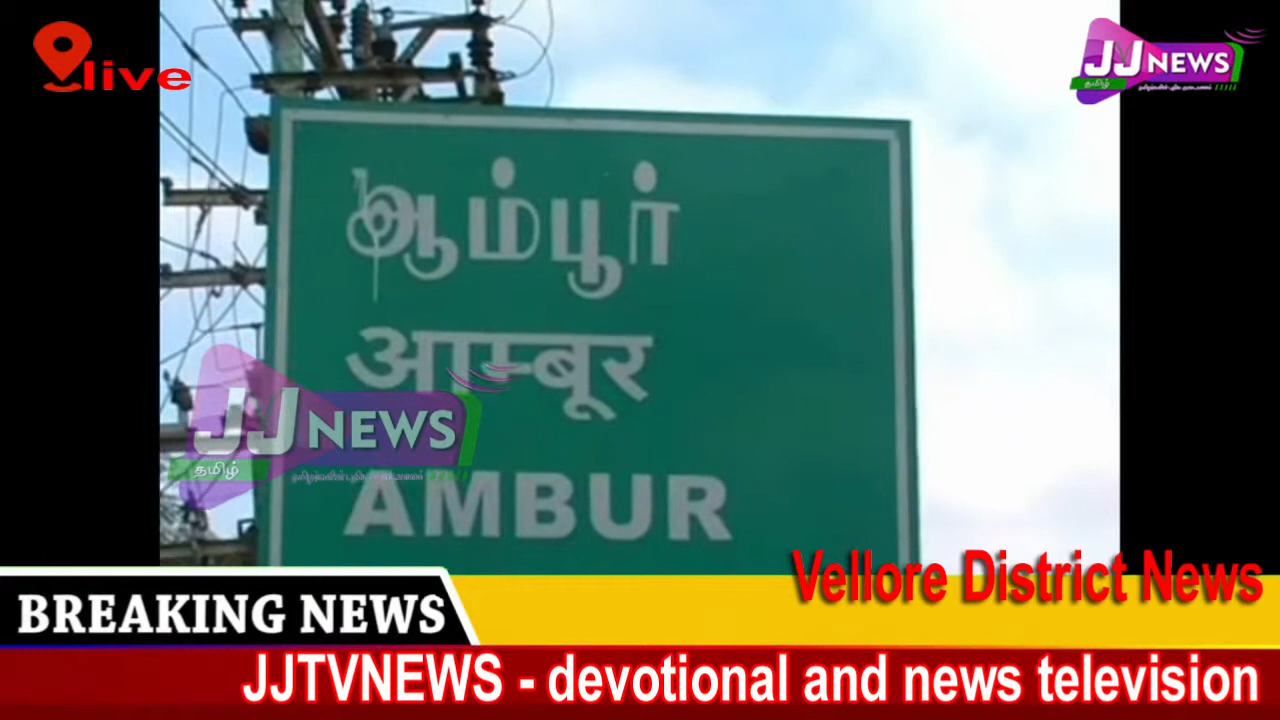 live
JJ NEWS
தமிழ்
ஆம்பூர்
आम्बूर
JJ NEWS
தமிழ்
AMBUR
Vellore District News
BREAKING NEWS
JJTVNEWS - devotional and news television